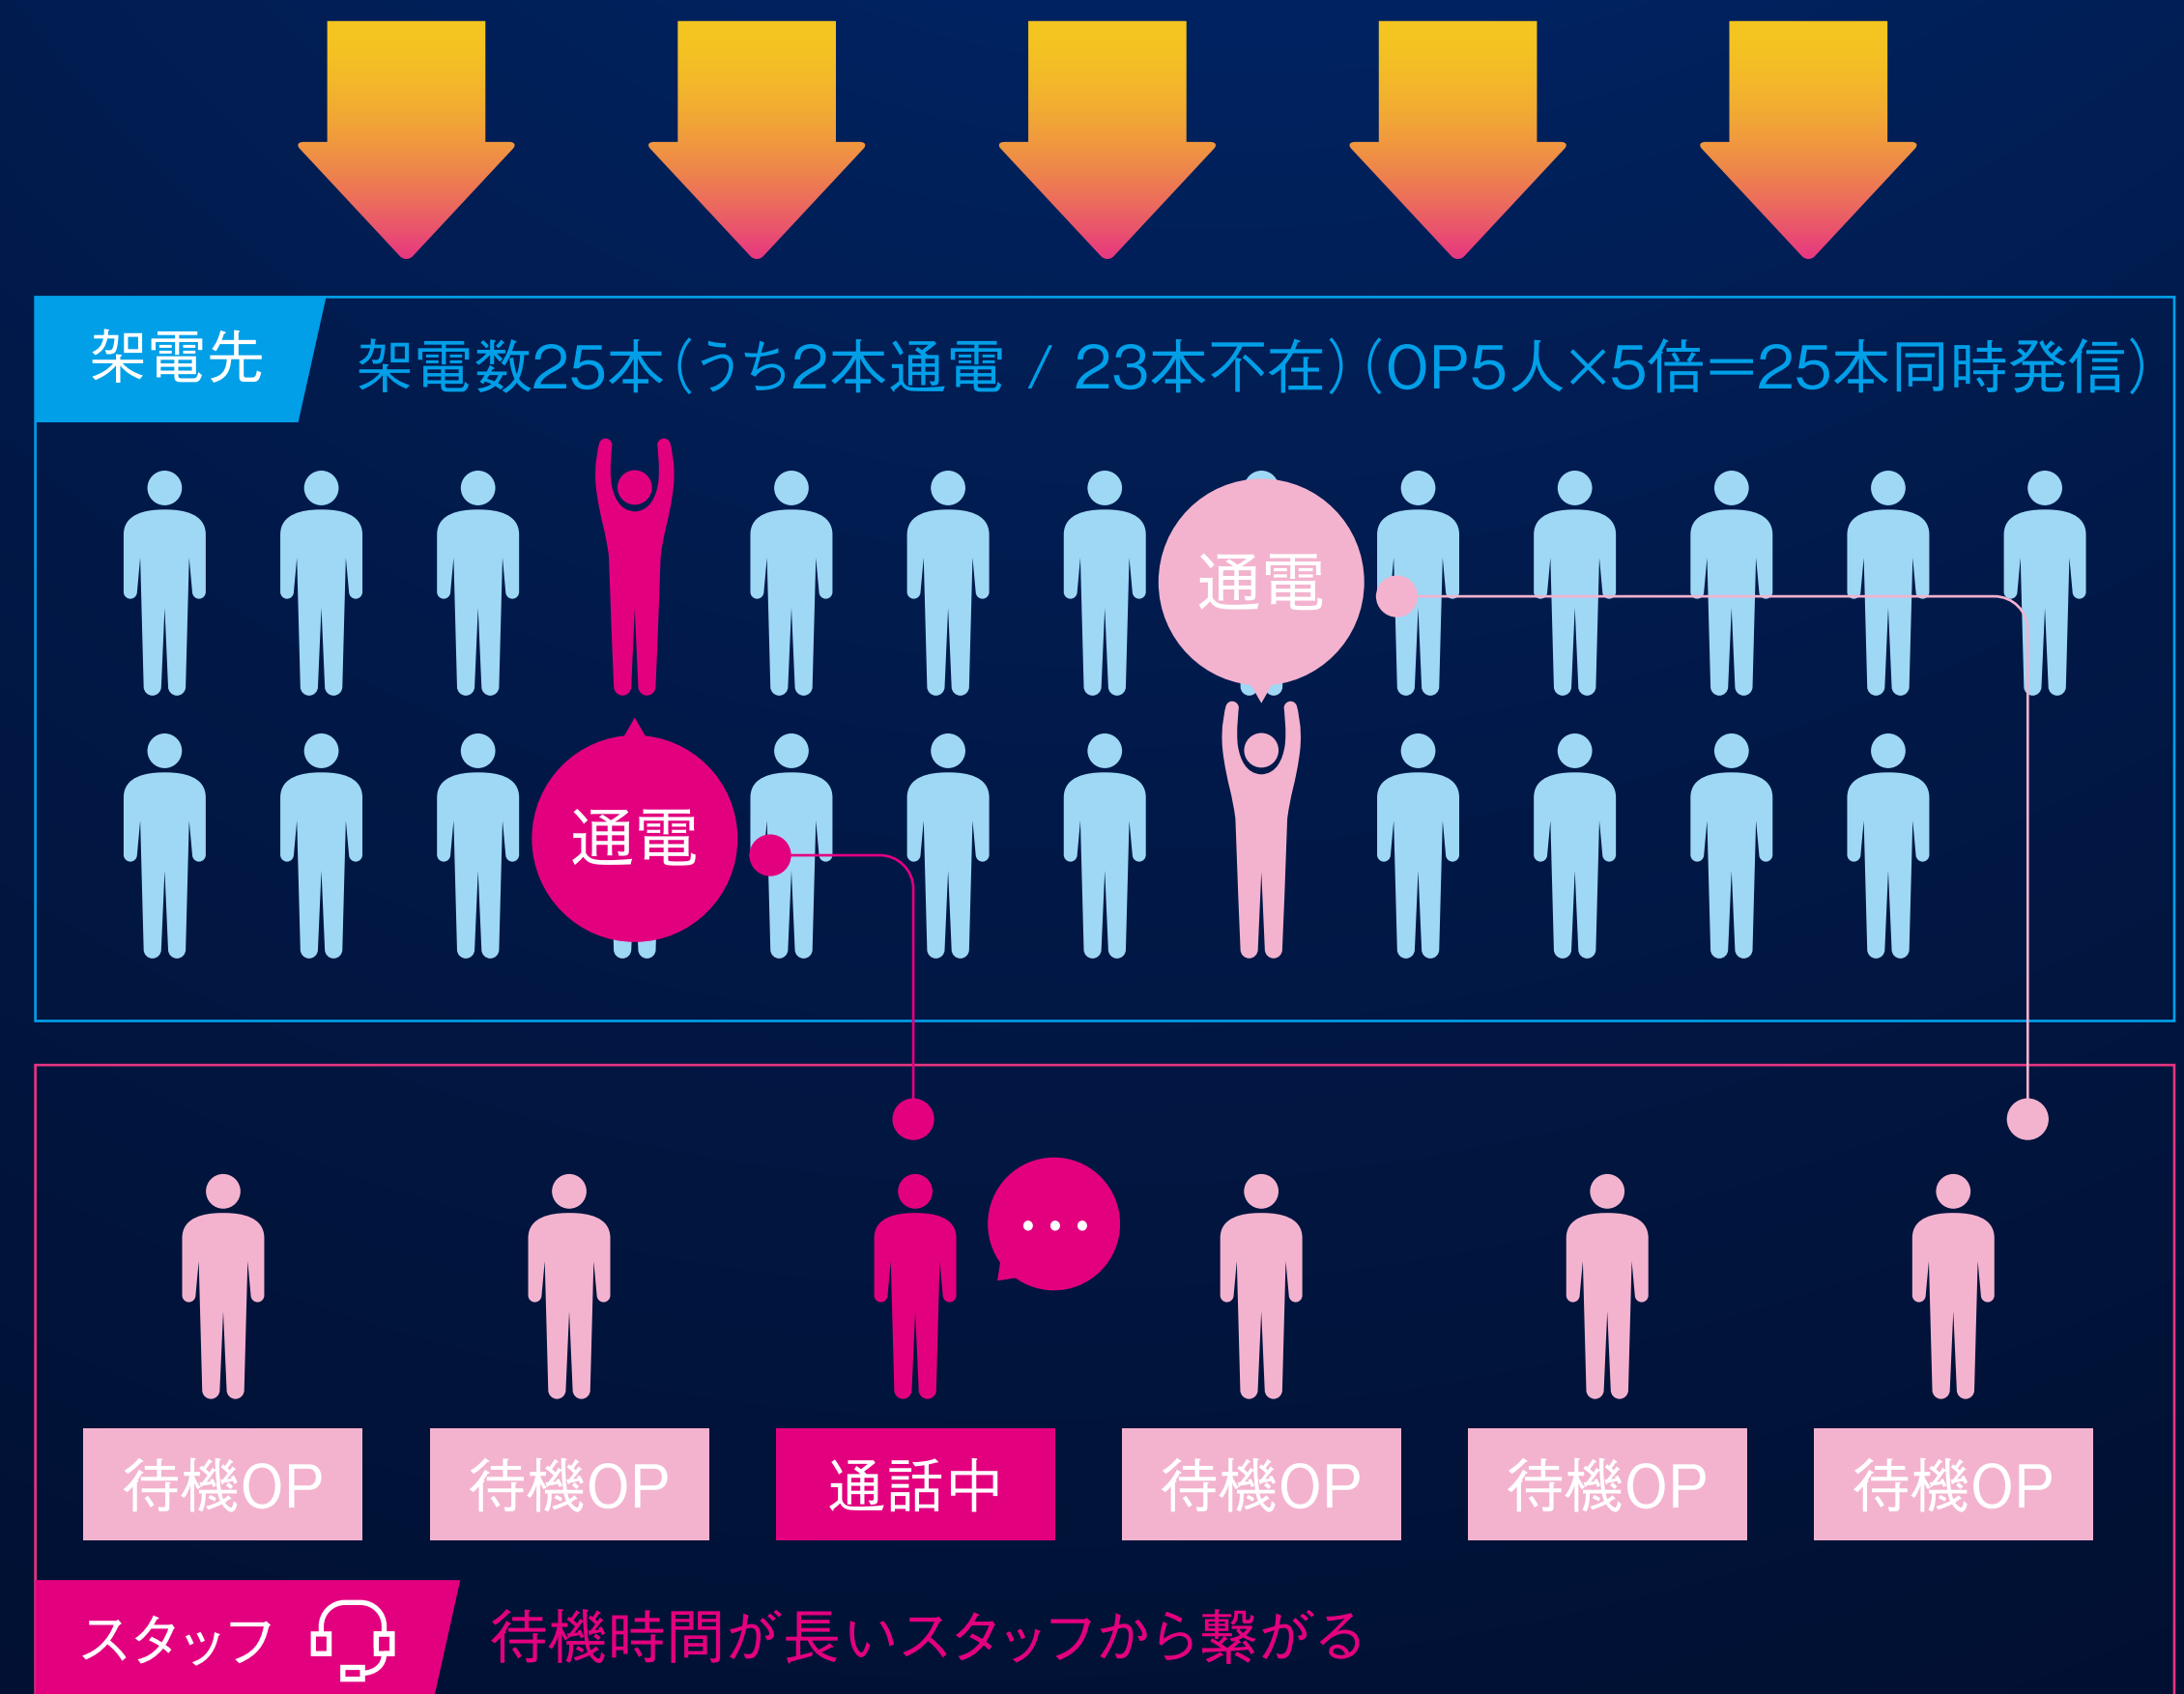 架電先
架電数25本(うち2本通電 / 23本不在)(OP5人×5倍=25本同時発信)
通電
通電
待機OP
待機OP
通話中
待機OP
待機OP
待機OP
スタッフ
待機時間が長いスタッフから繋がる